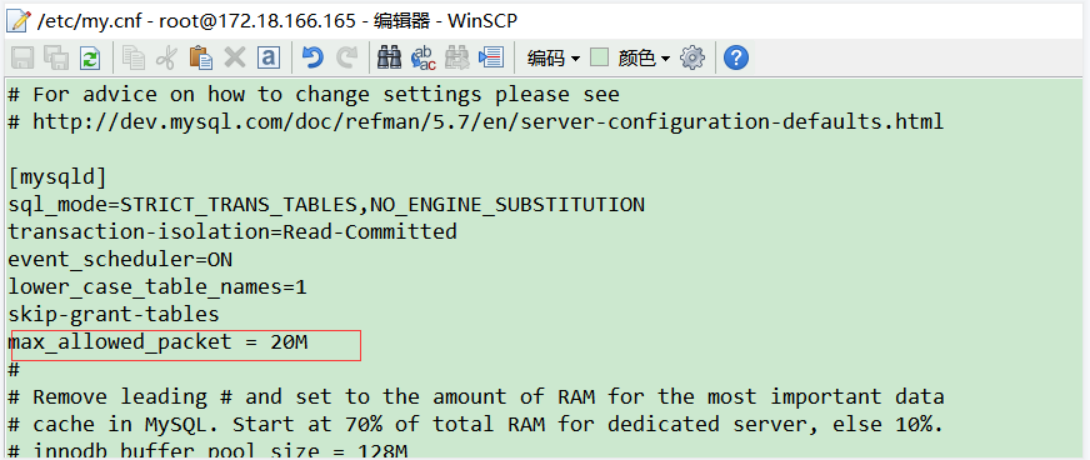 /etc/my.cnf - root@172.18.166.165 - 编辑器 - WinSCP
编码 颜色
# For advice on how to change settings please see
# http://dev.mysql.com/doc/refman/5.7/en/server-configuration-defaults.html
[mysqld]
sql_mode=STRICT_TRANS_TABLES,NO_ENGINE_SUBSTITUTION
transaction-isolation=Read-Committed
event_scheduler=ON
lower_case_table_names=1
skip-grant-tables
max_allowed_packet = 20M
#
# Remove leading # and set to the amount of RAM for the most important data
# cache in MySQL. Start at 70% of total RAM for dedicated server, else 10%.
# innodb_buffer_pool_size = 128M